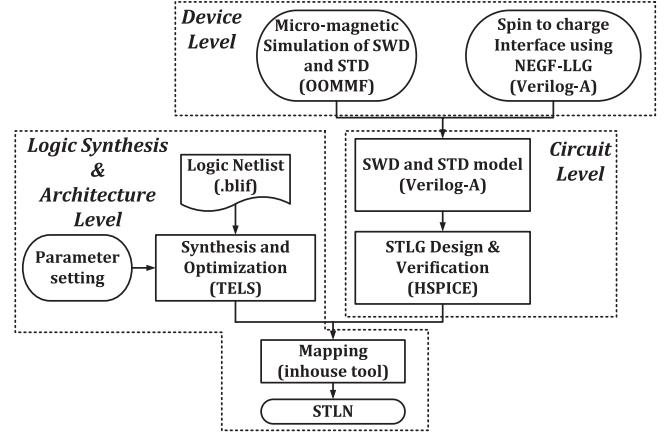 Device
Level
Micro-magnetic
Simulation of SWD
and STD
(OOMMF)
Spin to charge
Interface using
NEGF-LLG
(Verilog-A)
Logic Synthesis
&
Architecture
Level
Logic Netlist
(.blif)
Parameter
setting
Synthesis and
Optimization
(TELS)
SWD and STD model
(Verilog-A)
Circuit
Level
STLG Design &
Verification
(HSPICE)
Mapping
(inhouse tool)
STLN